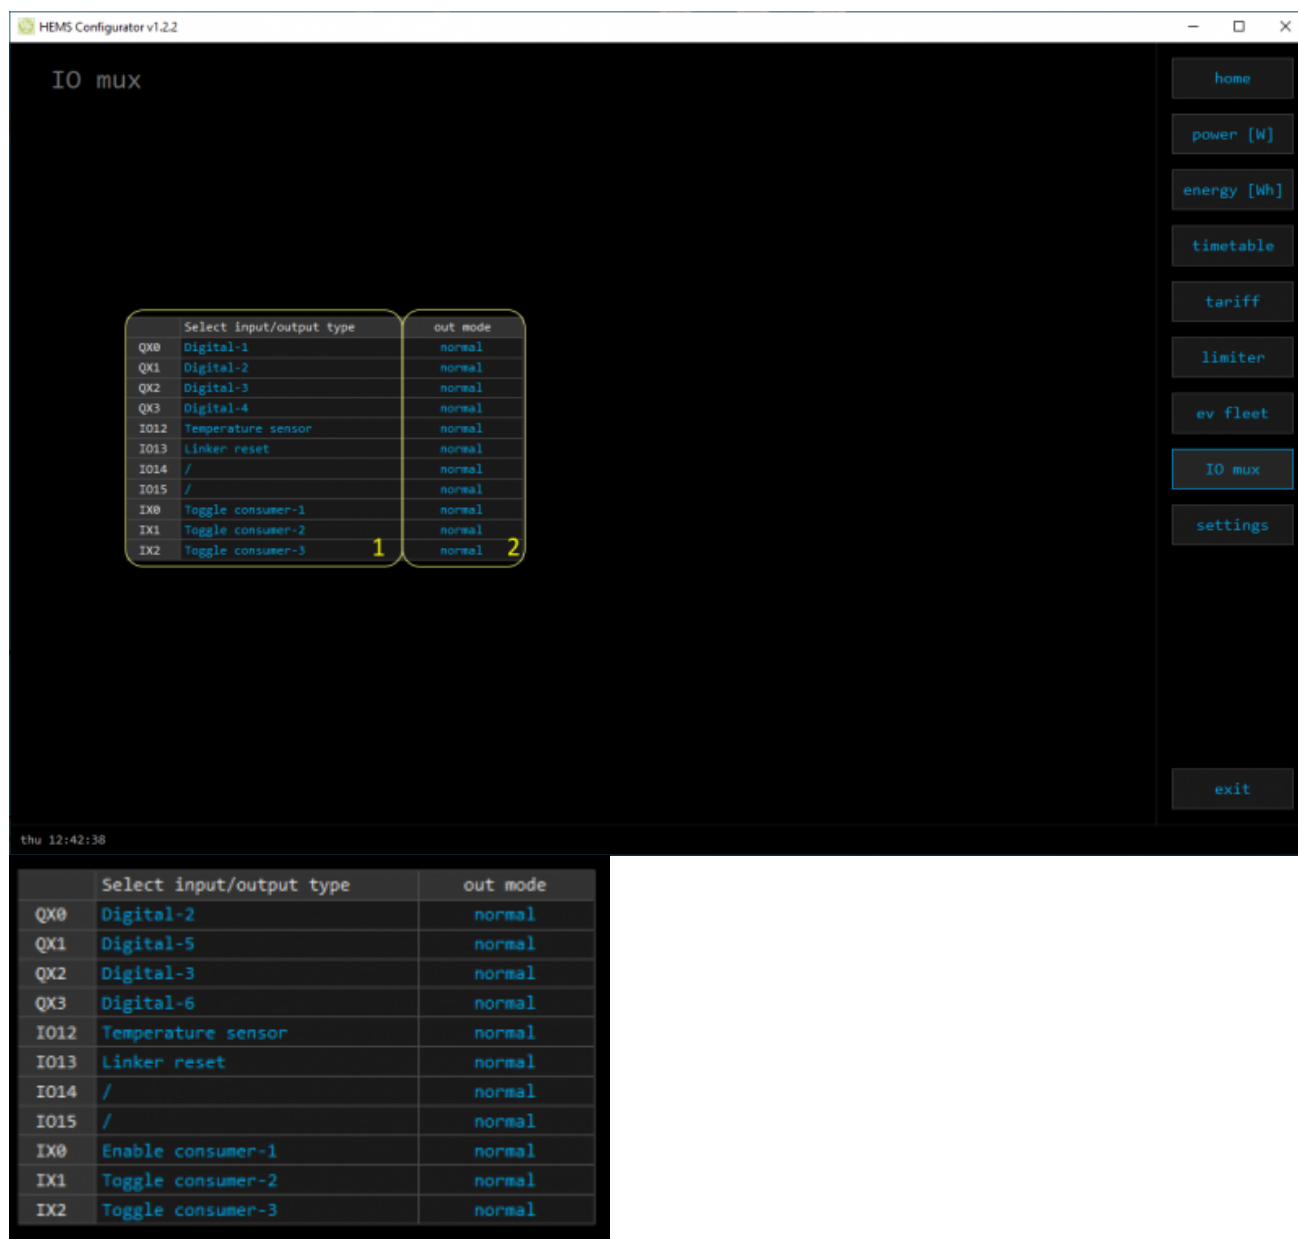 HEMS Configurator v1.2.2
IO mux
home
power [W]
energy [Wh]
timetable
tariff
limiter
ev fleet
IO mux
settings
exit
Select input/output type out mode
QX0 Digital-1 normal
QX1 Digital-2 normal
QX2 Digital-3 normal
QX3 Digital-4 normal
IO12 Temperature sensor normal
IO13 Linker reset normal
IO14 / normal
IO15 / normal
IX0 Toggle consumer-1 normal
IX1 Toggle consumer-2 normal
IX2 Toggle consumer-3 1 normal 2
thu 12:42:38
Select input/output type out mode
QX0 Digital-2 normal
QX1 Digital-5 normal
QX2 Digital-3 normal
QX3 Digital-6 normal
IO12 Temperature sensor normal
IO13 Linker reset normal
IO14 / normal
IO15 / normal
IX0 Enable consumer-1 normal
IX1 Toggle consumer-2 normal
IX2 Toggle consumer-3 normal